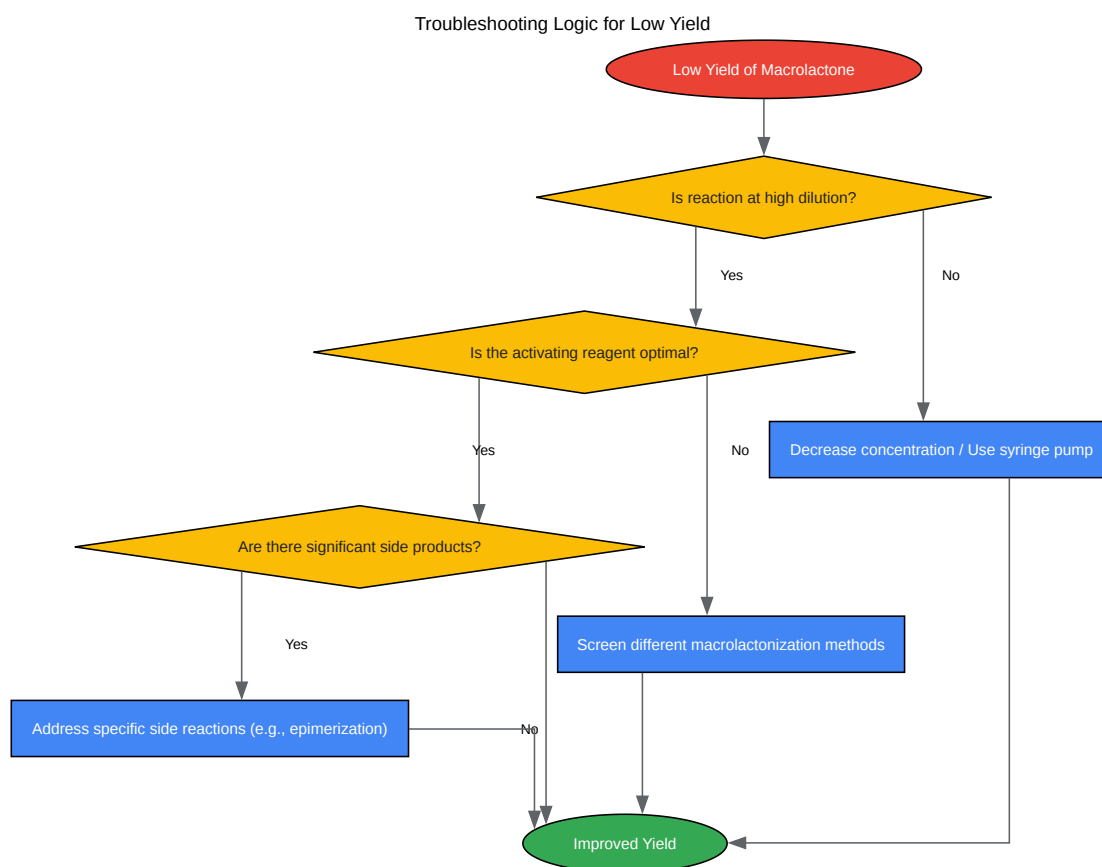 Troubleshooting Logic for Low Yield
Low Yield of Macrolactone
Is reaction at high dilution?
Yes
No
Is the activating reagent optimal?
Yes
No
Decrease concentration / Use syringe pump
Are there significant side products?
Yes
Screen different macrolactonization methods
Address specific side reactions (e.g., epimerization)
No
Improved Yield